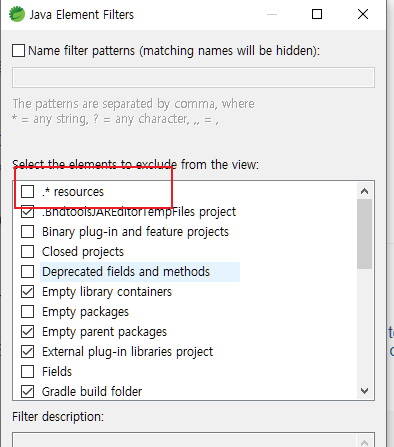 Java Element Filters
Name filter patterns (matching names will be hidden):
The patterns are separated by comma, where
* = any string, ? = any character, ,, = ,
Select the elements to exclude from the view:
.* resources
.BndtoolsJAREditorTempFiles project
Binary plug-in and feature projects
Closed projects
Deprecated fields and methods
Empty library containers
Empty packages
Empty parent packages
External plug-in libraries project
Fields
Gradle build folder
Filter description: